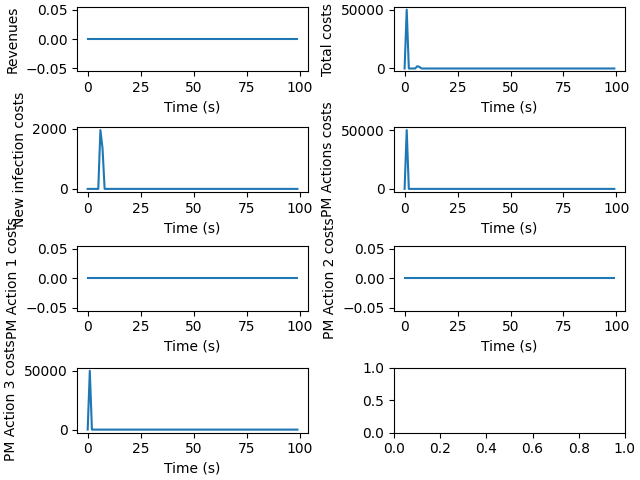 Revenues
0.05
0.00
−0.05
0 25 50 75 100
Time (s)
Total costs
50000
0
0 25 50 75 100
Time (s)
New infection costs
2000
0
0 25 50 75 100
Time (s)
PM Actions costs
50000
0
0 25 50 75 100
Time (s)
PM Action 1 costs
0.05
0.00
−0.05
0 25 50 75 100
Time (s)
PM Action 2 costs
0.05
0.00
−0.05
0 25 50 75 100
Time (s)
PM Action 3 costs
50000
0
0 25 50 75 100
Time (s)
1.0
0.5
0.0
0.0 0.2 0.4 0.6 0.8 1.0